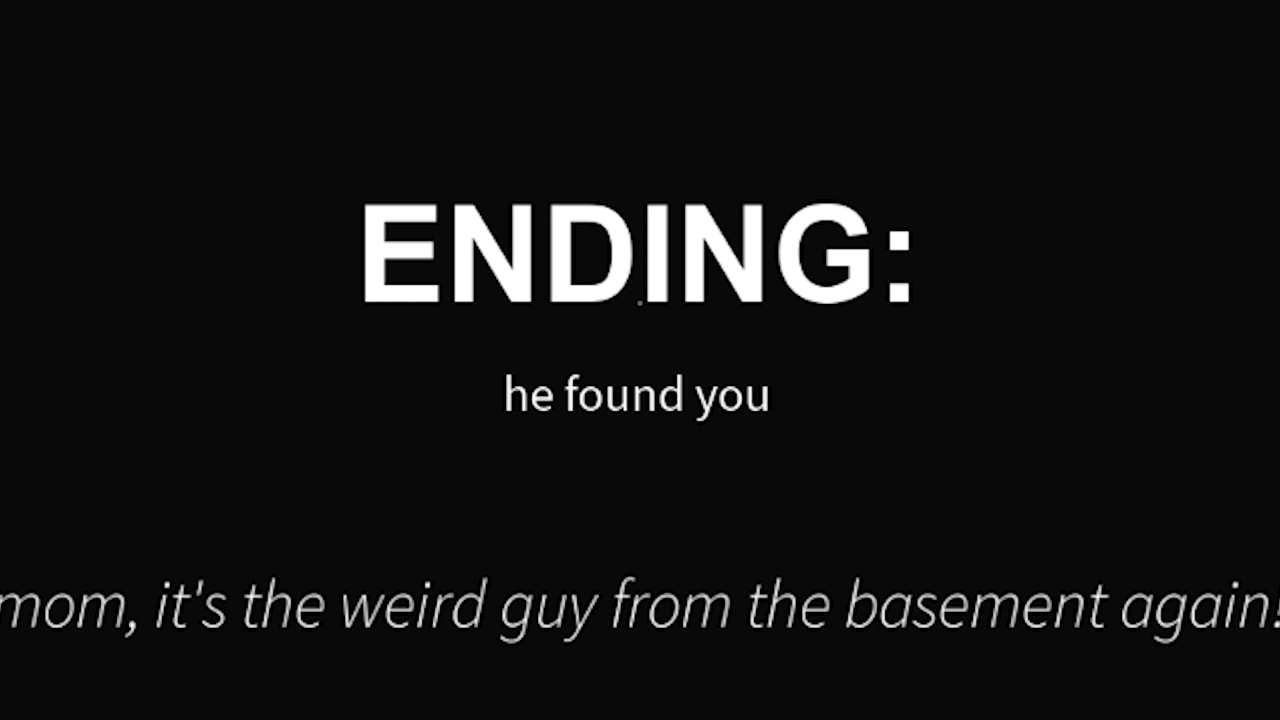 ENDING:
he found you
mom, it's the weird guy from the basement again!